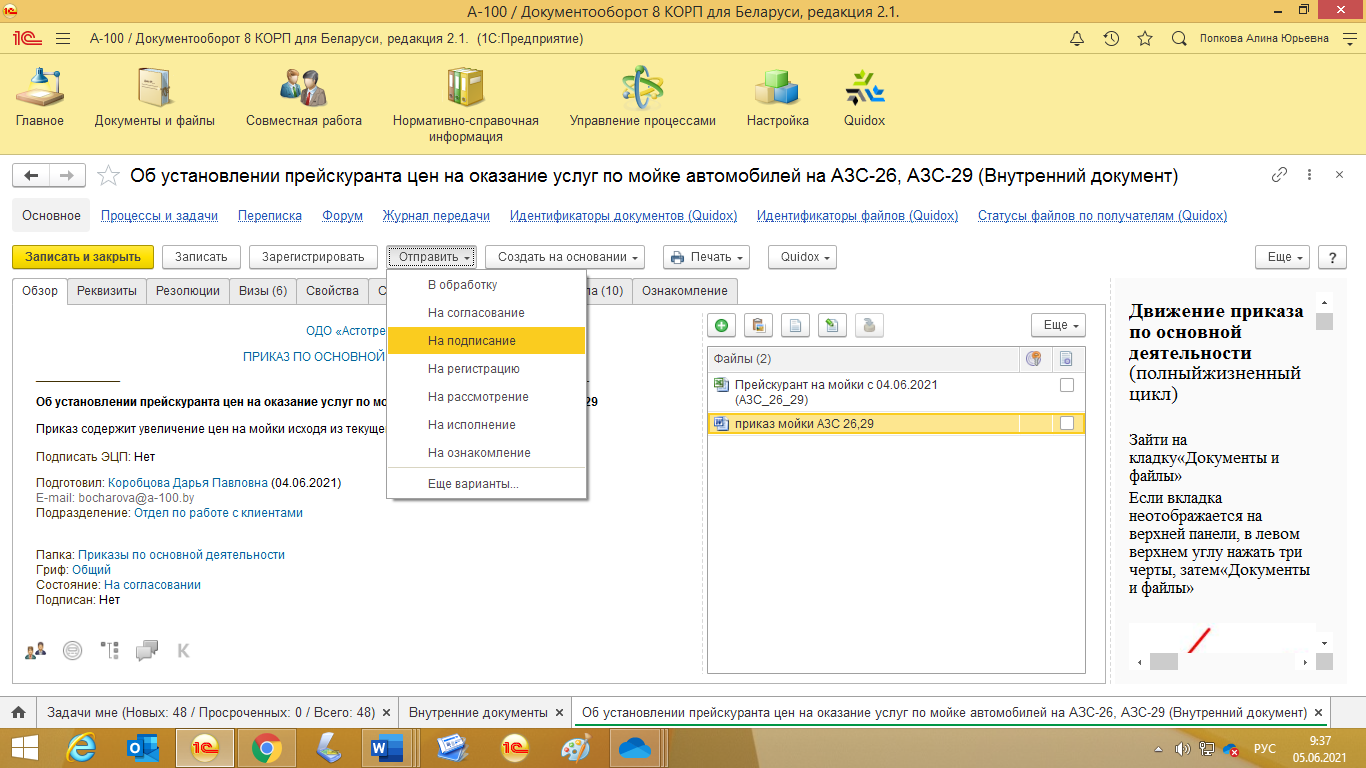 А-100 / Документооборот 8 КОРП для Беларуси, редакция 2.1.
А-100 / Документооборот 8 КОРП для Беларуси, редакция 2.1. (1С:Предприятие)
Попкова Алина Юрьевна
Главное
Документы и файлы
Совместная работа
Нормативно-справочная
информация
Управление процессами
Настройка
Quidox
Об установлении прейскуранта цен на оказание услуг по мойке автомобилей на АЗС-26, АЗС-29 (Внутренний документ)
Основное Процессы и задачи Переписка Форум Журнал передачи Идентификаторы документов (Quidox) Идентификаторы файлов (Quidox) Статусы файлов по получателям (Quidox)
Записать и закрыть Записать Зарегистрировать Отправить Создать на основании Печать Quidox Еще ?
Обзор Реквизиты Резолюции Визы (6) Свойства С ла (10) Ознакомление
В обработку
На согласование
На подписание
На регистрацию
На рассмотрение
На исполнение
На ознакомление
Еще варианты...
ОДО «Астотре
ПРИКАЗ ПО ОСНОВНОЙ
Об установлении прейскуранта цен на оказание услуг по мо 29
Приказ содержит увеличение цен на мойки исходя из текуще
Подписать ЭЦП: Нет
Подготовил: Коробцова Дарья Павловна (04.06.2021)
E-mail: bocharova@a-100.by
Подразделение: Отдел по работе с клиентами
Папка: Приказы по основной деятельности
Гриф: Общий
Состояние: На согласовании
Подписан: Нет
К
Еще
Файлы (2)
Прейскурант на мойки с 04.06.2021
(АЗС_26_29)
приказ мойки АЗС 26,29
Движение приказа
по основной
деятельности
(полныйжизненный
цикл)
Зайти на
кладку«Документы и
файлы»
Если вкладка
неотображается на
верхней панели, в левом
верхнем углу нажать три
черты, затем«Документы
и файлы»
Задачи мне (Новых: 48 / Просроченных: 0 / Всего: 48) Внутренние документы Об установлении прейскуранта цен на оказание услуг по мойке автомобилей на АЗС-26, АЗС-29 (Внутренний документ)
РУС
9:37
05.06.2021